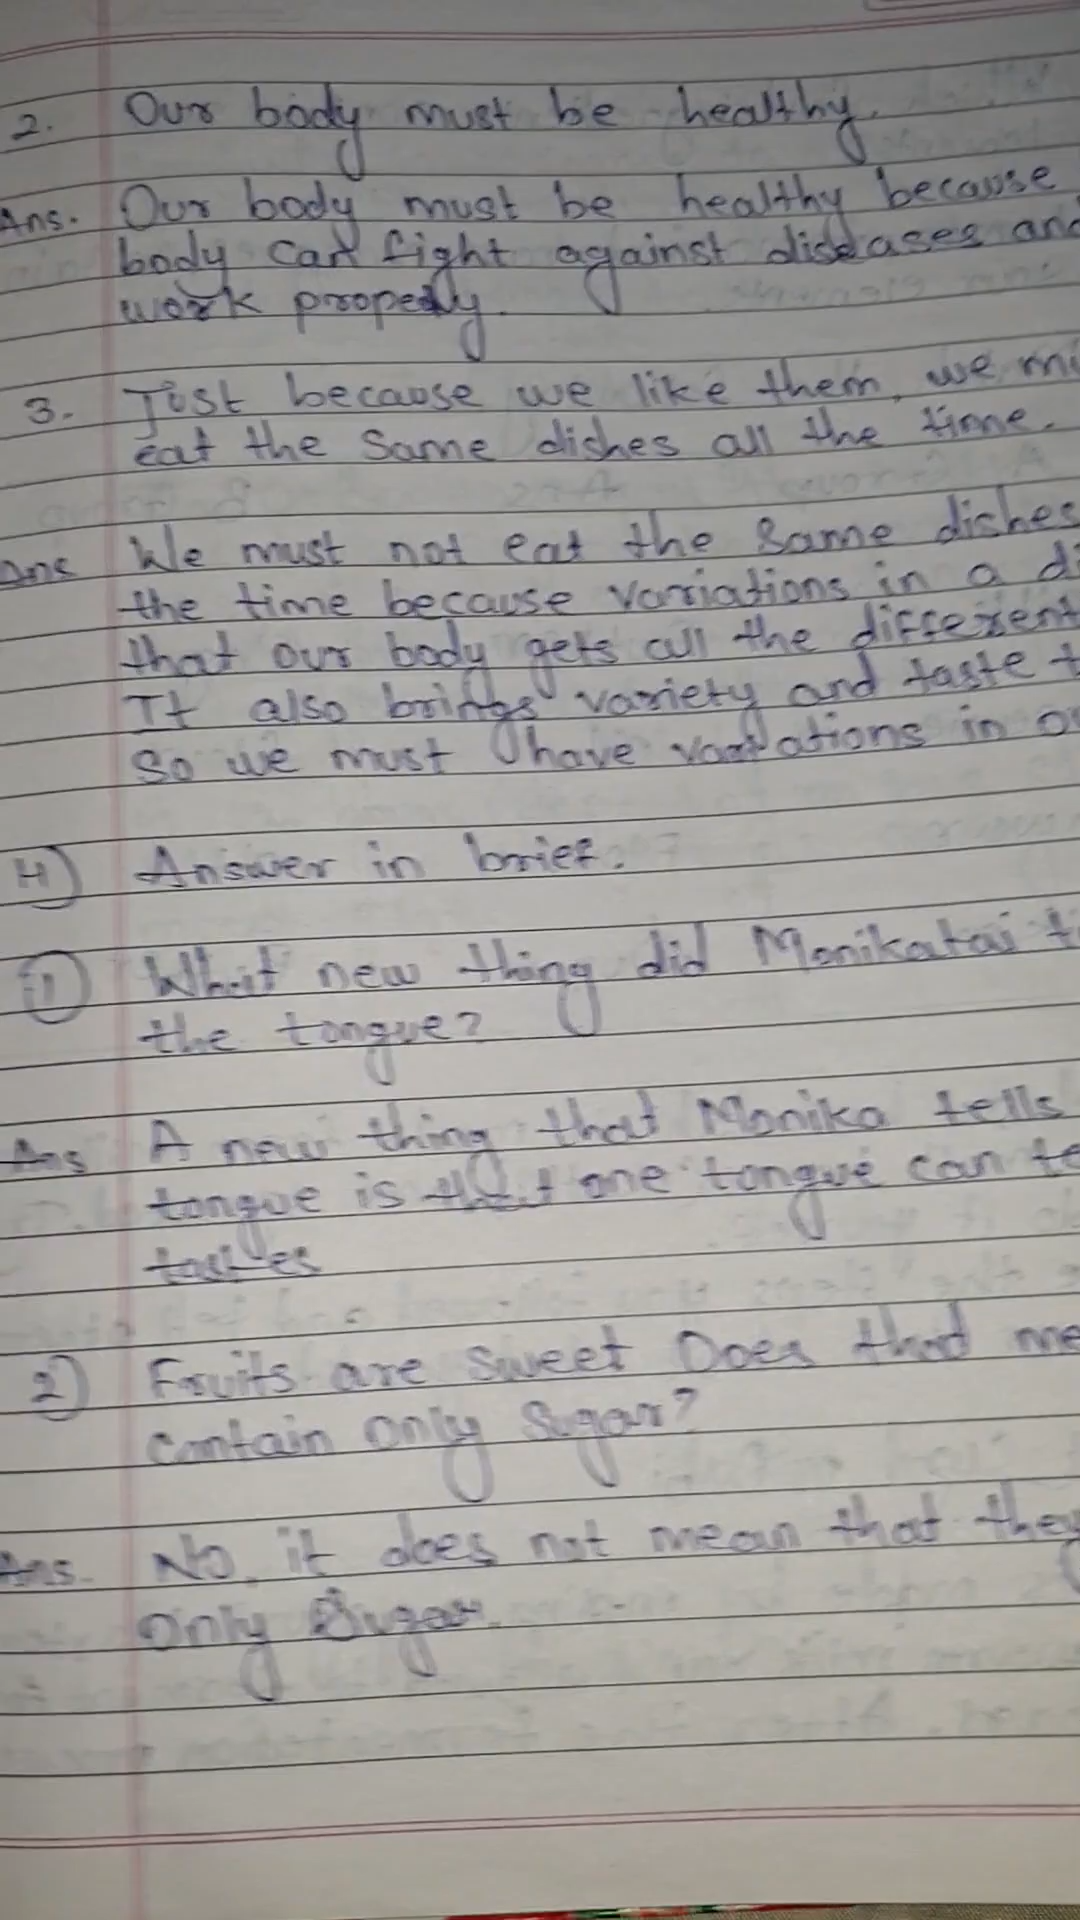 2. Our body must be healthy.
Ans. Our body must be healthy because
body can fight against diseases and
work properly.
3. Just because we like them, we
eat the same dishes all the time.
Ans We must not eat the same dishes
the time because variations in a
that our body gets all the different
It also brings variety and taste
So we must have variations in
4) Answer in brief.
1) What new thing did Monikatai
the tongue?
Ans A new thing that Monika tells
tongue is that one tongue can
tastes
2) Fruits are sweet Does that
contain only Sugar?
Ans. No, it does not mean that they
only Sugar.